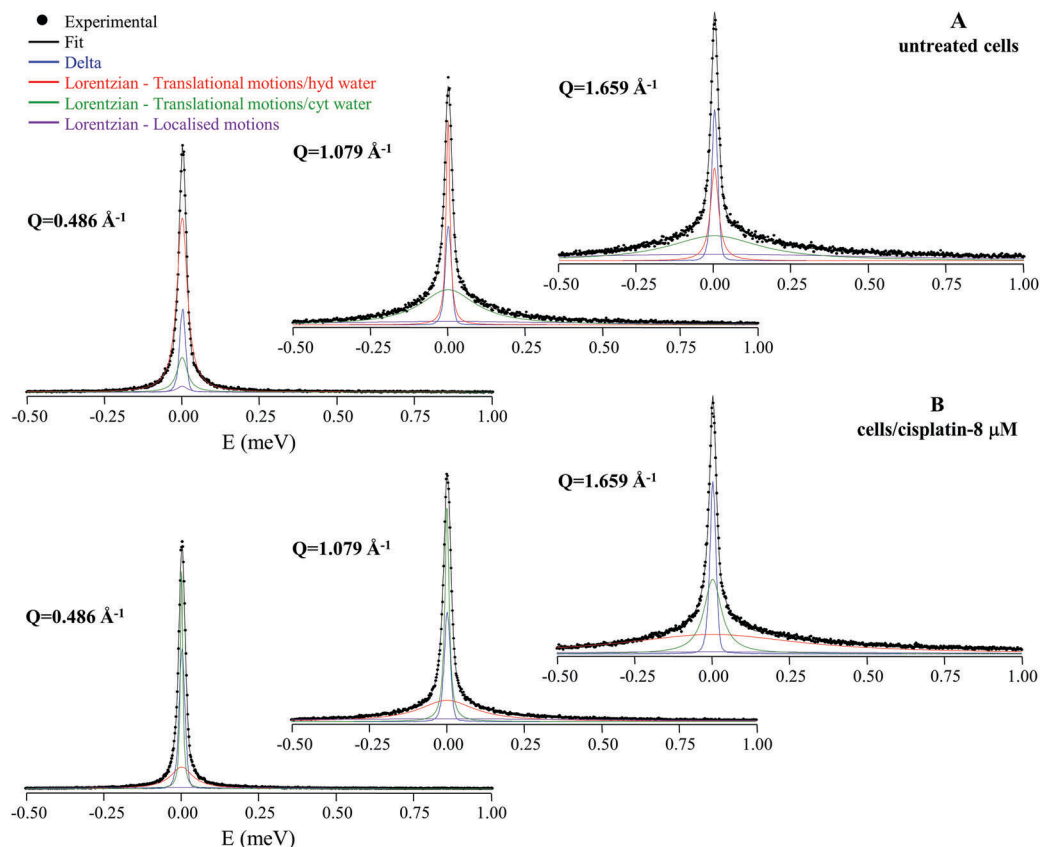 Experimental
Fit
Delta
Lorentzian - Translational motions/hyd water
Lorentzian - Translational motions/cyt water
Lorentzian - Localised motions
A
untreated cells
Q=1.659 Å-1
-0.50 -0.25 0.00 0.25 0.50 0.75 1.00
Q=1.079 Å-1
-0.50 -0.25 0.00 0.25 0.50 0.75 1.00
Q=0.486 Å-1
-0.50 -0.25 0.00 0.25 0.50 0.75 1.00
E (meV)
B
cells/cisplatin-8 μM
Q=1.659 Å-1
-0.50 -0.25 0.00 0.25 0.50 0.75 1.00
Q=1.079 Å-1
-0.50 -0.25 0.00 0.25 0.50 0.75 1.00
Q=0.486 Å-1
-0.50 -0.25 0.00 0.25 0.50 0.75 1.00
E (meV)